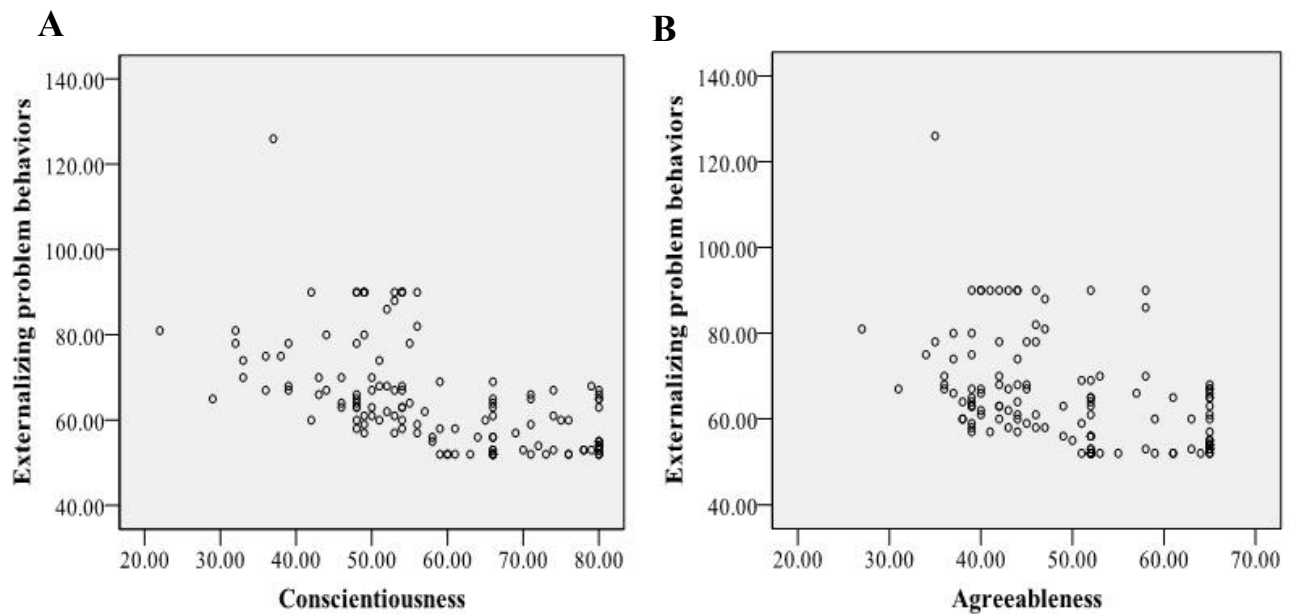 A
Externalizing problem behaviors
140.00
120.00
100.00
80.00
60.00
40.00
20.00 30.00 40.00 50.00 60.00 70.00 80.00
Conscientiousness
B
Externalizing problem behaviors
140.00
120.00
100.00
80.00
60.00
40.00
20.00 30.00 40.00 50.00 60.00 70.00
Agreeableness